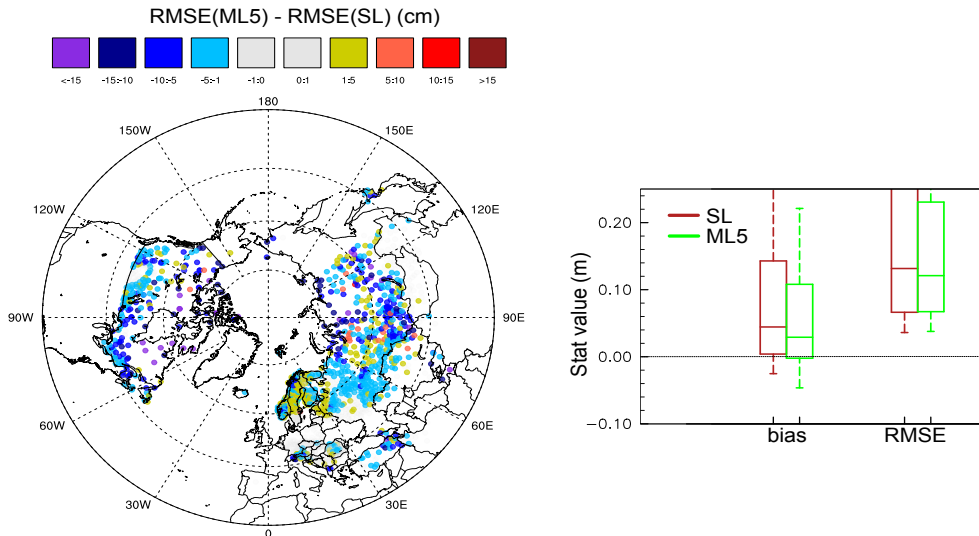 RMSE(ML5) - RMSE(SL) (cm)
<-15 -15:-10 -10:-5 -5:-1 -1:0 0:1 1:5 5:10 10:15 >15
180
150W 150E
120W 120E
90W 90E
60W 60E
30W 30E
0
Stat value (m)
0.20
0.10
0.00
−0.10
SL
ML5
bias RMSE